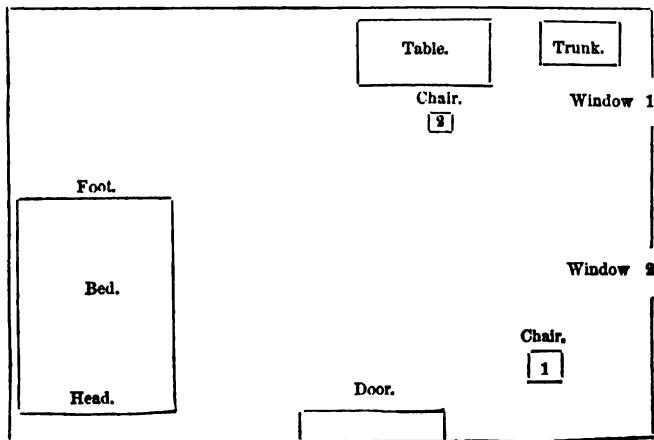 Table.
Trunk.
Chair.
2
Window 1
Foot.
Bed.
Window 2
Chair.
1
Head.
Door.